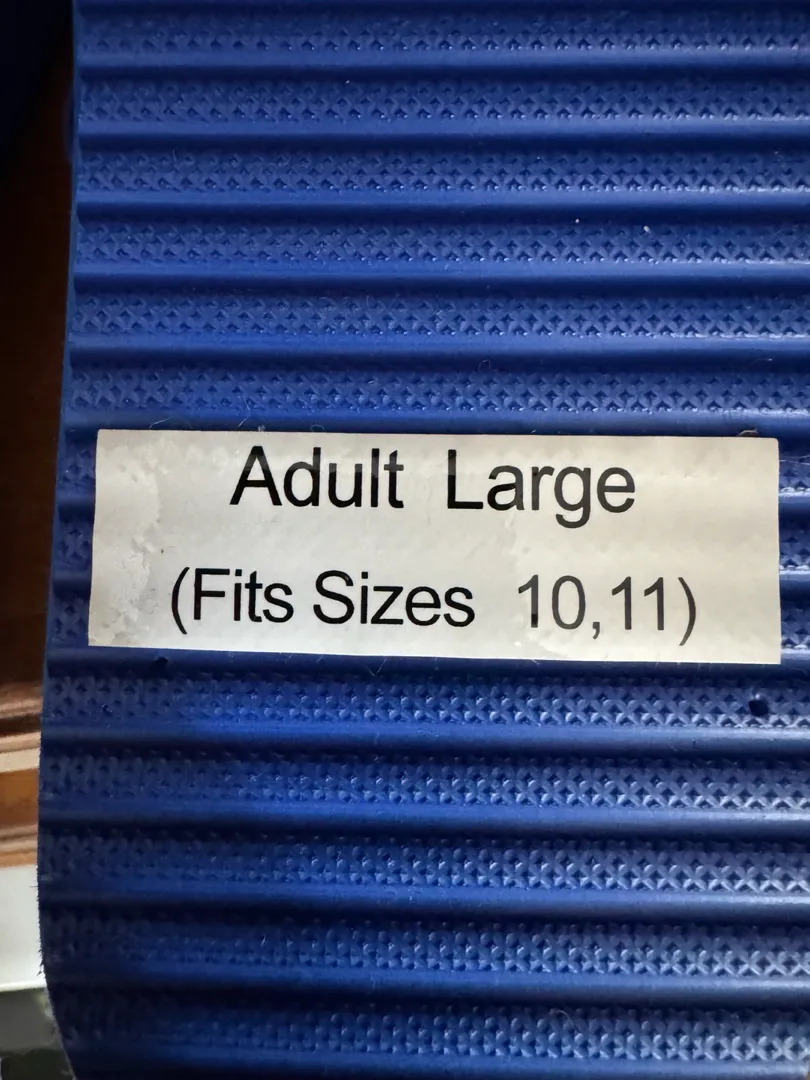 Adult Large
(Fits Sizes 10,11)